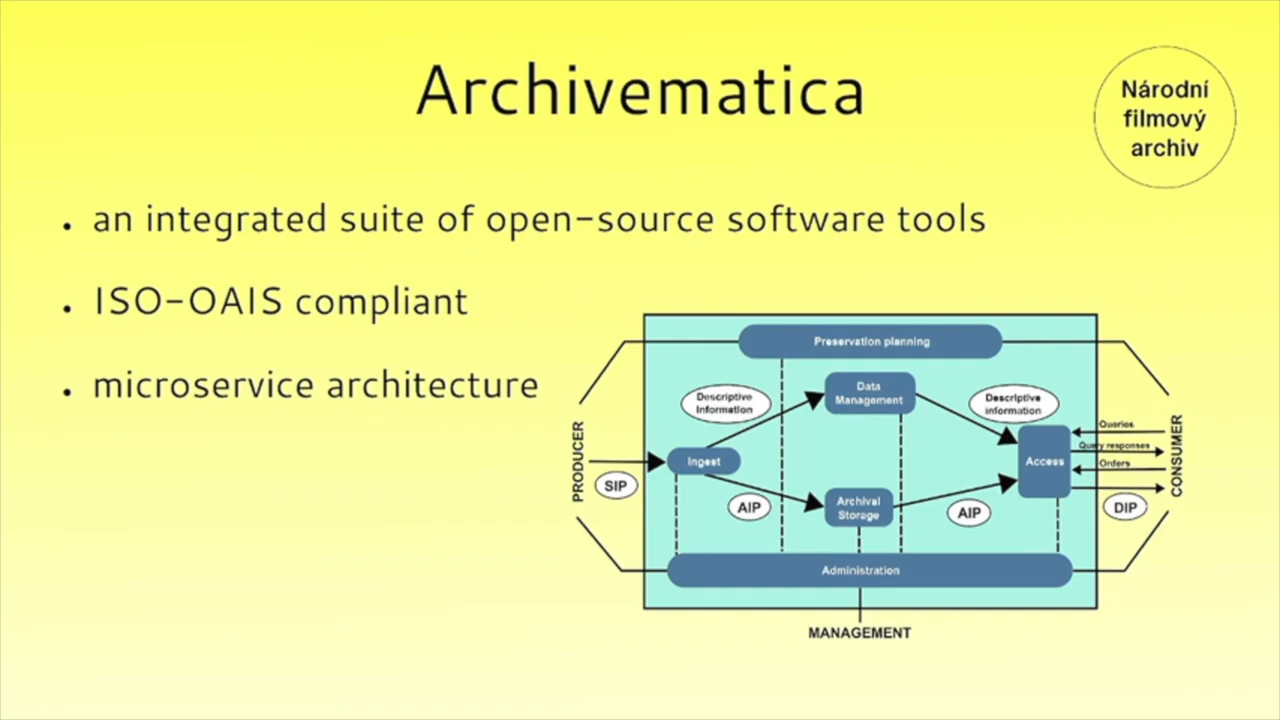 Archivematica
Národní
filmový
archiv
• an integrated suite of open-source software tools
• ISO-OAIS compliant
• microservice architecture
Preservation planning
Descriptive
Information
Data
Management
Descriptive
information
PRODUCER
SIP
Ingest
AIP
Archival
Storage
AIP
Access
Queries
Query responses
Orders
DIP
CONSUMER
Administration
MANAGEMENT